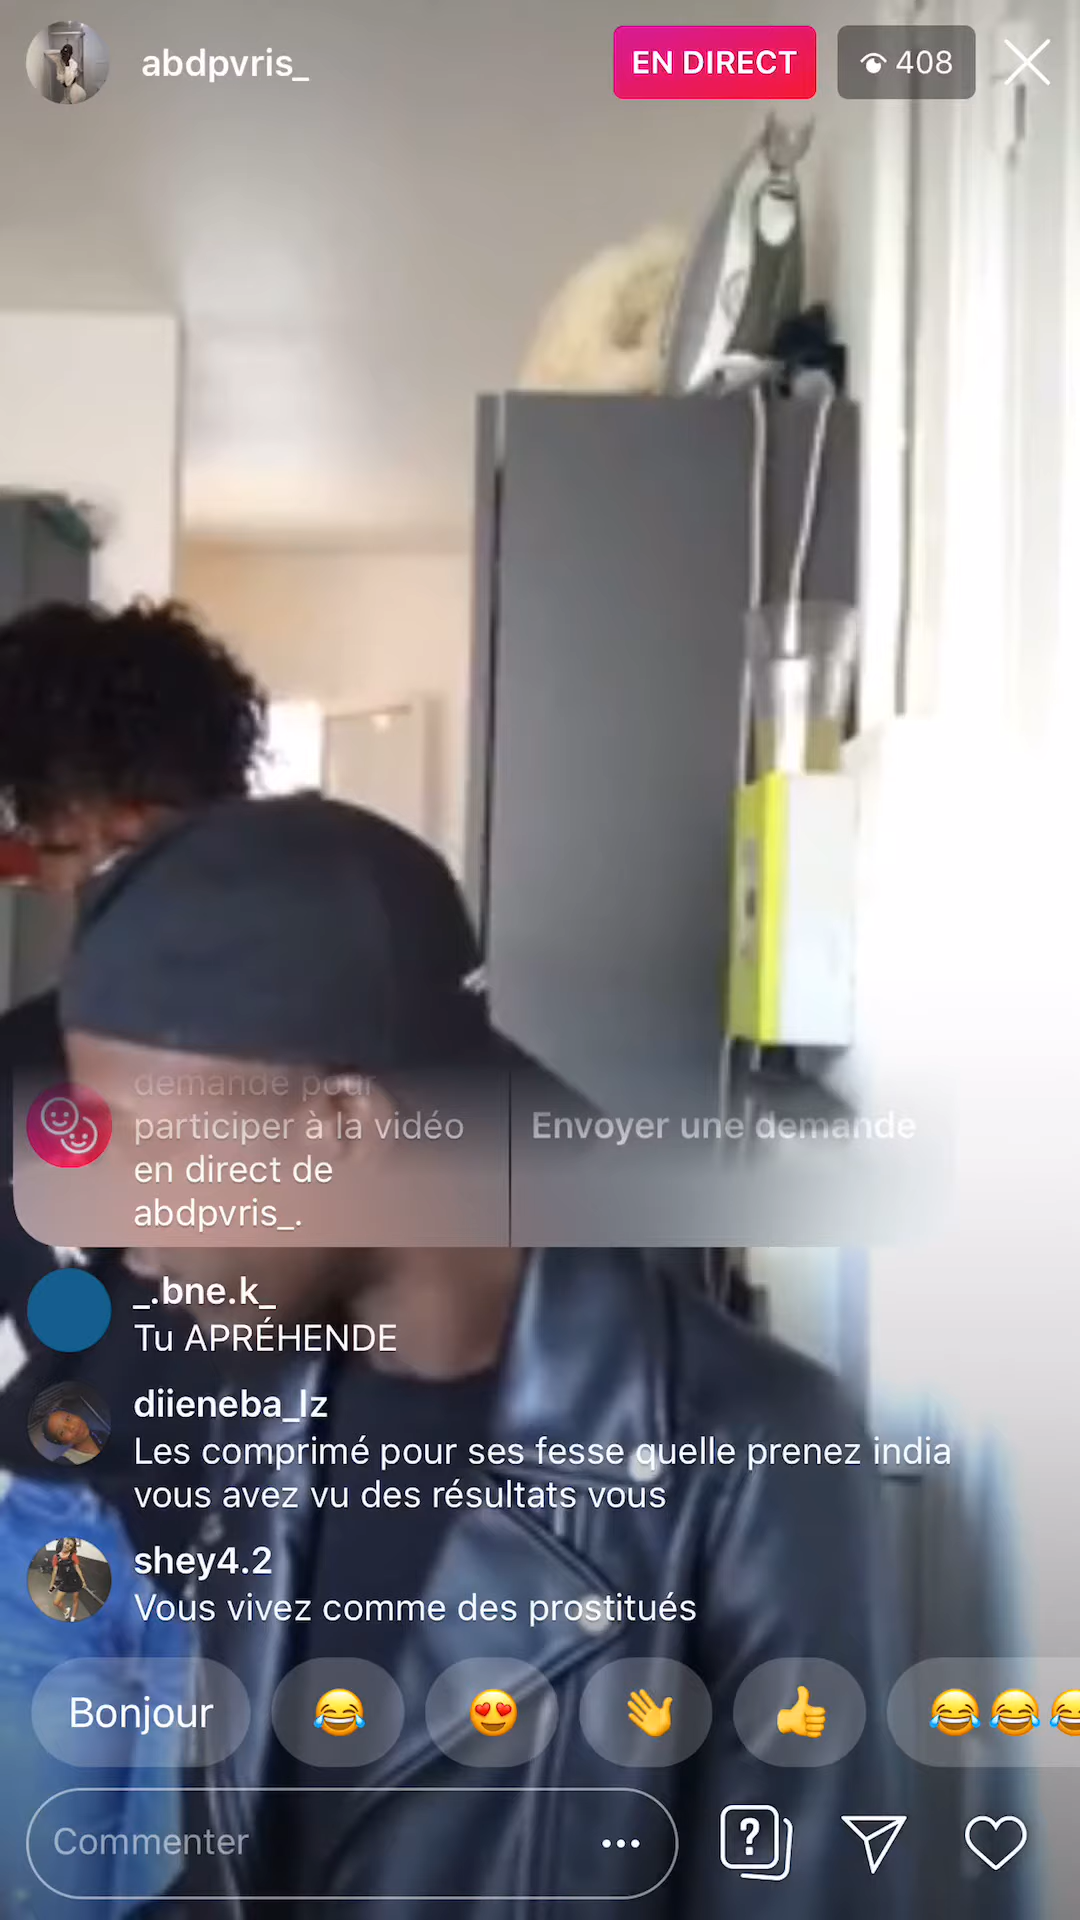 abdpvris_
EN DIRECT
408
demande pour
participer à la vidéo
en direct de
abdpvris_.
Envoyer une demande
_.bne.k_
Tu APRÉHENDE
diieneba_lz
Les comprimé pour ses fesse quelle prenez india
vous avez vu des résultats vous
shey4.2
Vous vivez comme des prostitués
Bonjour
Commenter